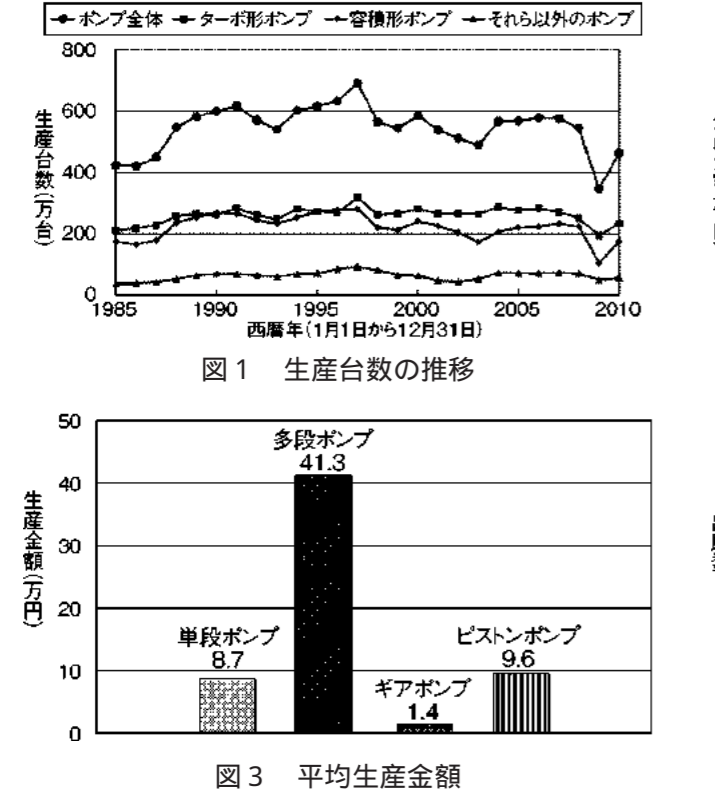 ポンプ全体 ターボ形ポンプ 容積形ポンプ それら以外のポンプ
800
600
400
200
0
生産台数(万台)
1985 1990 1995 2000 2005 2010
西暦年(1月1日から12月31日)
図1 生産台数の推移
50
40
30
20
10
0
生産金額(万円)
多段ポンプ
41.3
単段ポンプ
8.7
ギアポンプ
1.4
ピストンポンプ
9.6
図3 平均生産金額